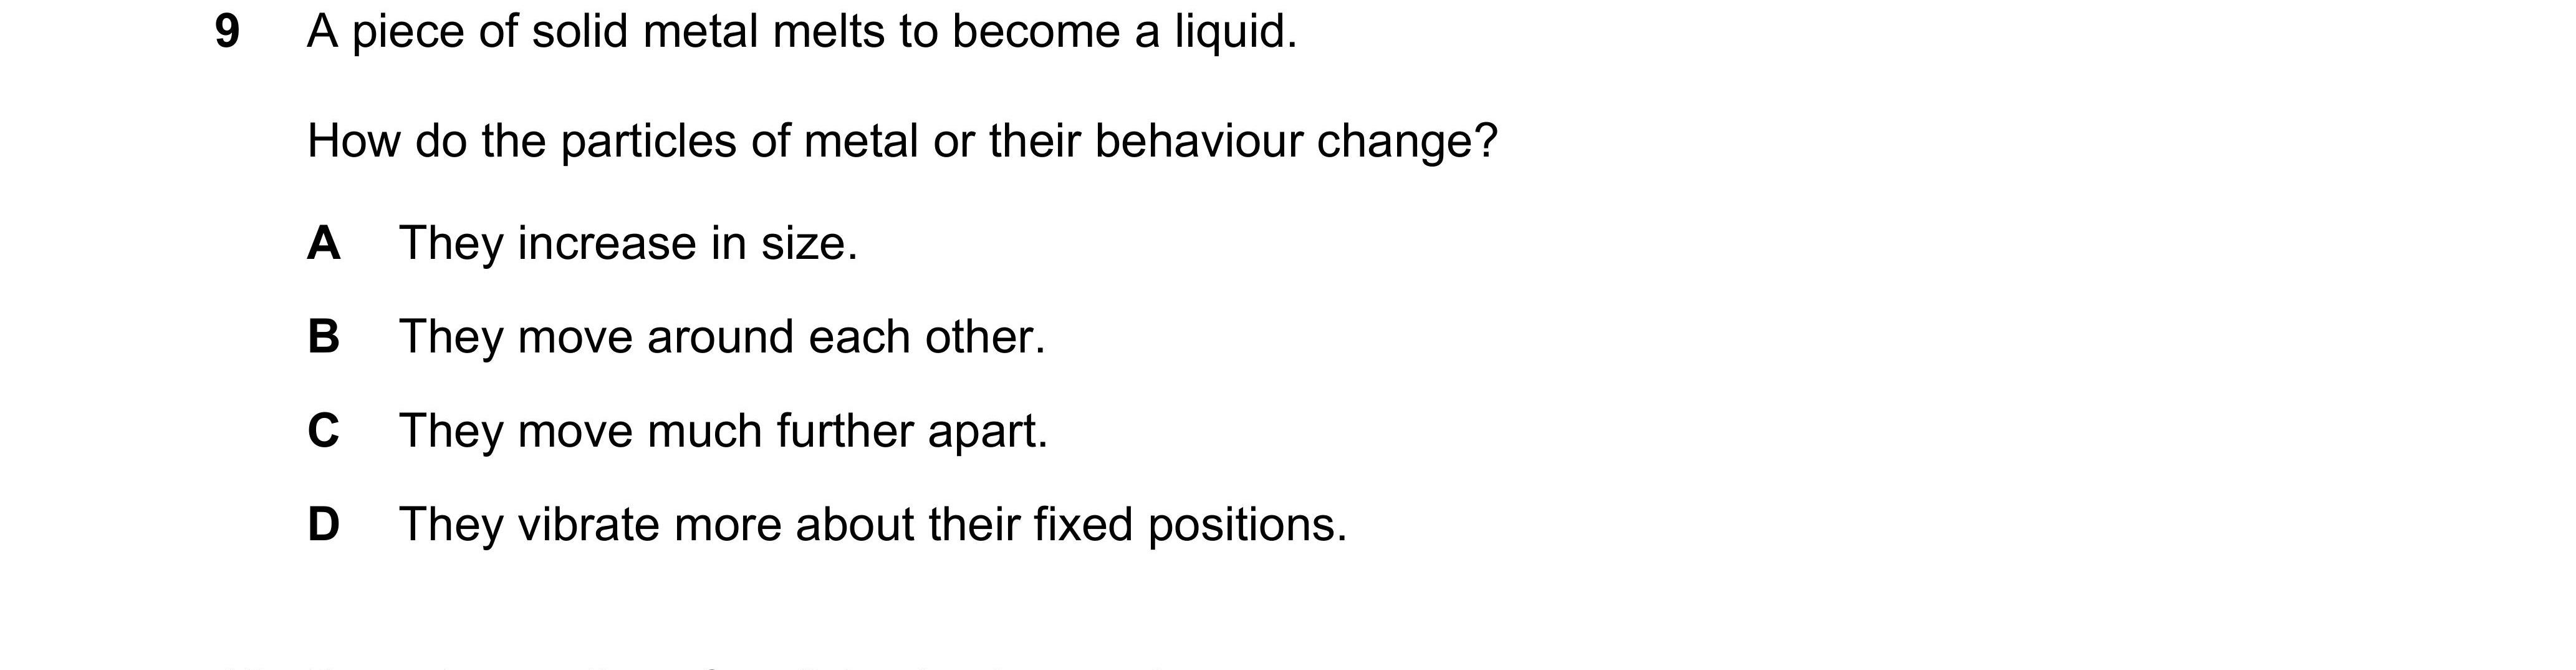 9 A piece of solid metal melts to become a liquid.
How do the particles of metal or their behaviour change?
A They increase in size.
B They move around each other.
C They move much further apart.
D They vibrate more about their fixed positions.